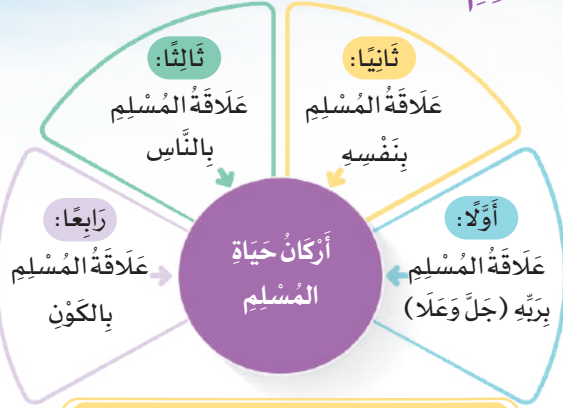 أَرْكَانُ حَيَاةِ
المُسْلِمِ
أَوَّلًا:
عَلَاقَةُ المُسْلِمِ
بِرَبِّهِ (جَلَّ وَعَلَا)
ثَانِيًا:
عَلَاقَةُ المُسْلِمِ
بِنَفْسِهِ
ثَالِثًا:
عَلَاقَةُ المُسْلِمِ
بِالنَّاسِ
رَابِعًا:
عَلَاقَةُ المُسْلِمِ
بِالكَوْنِ